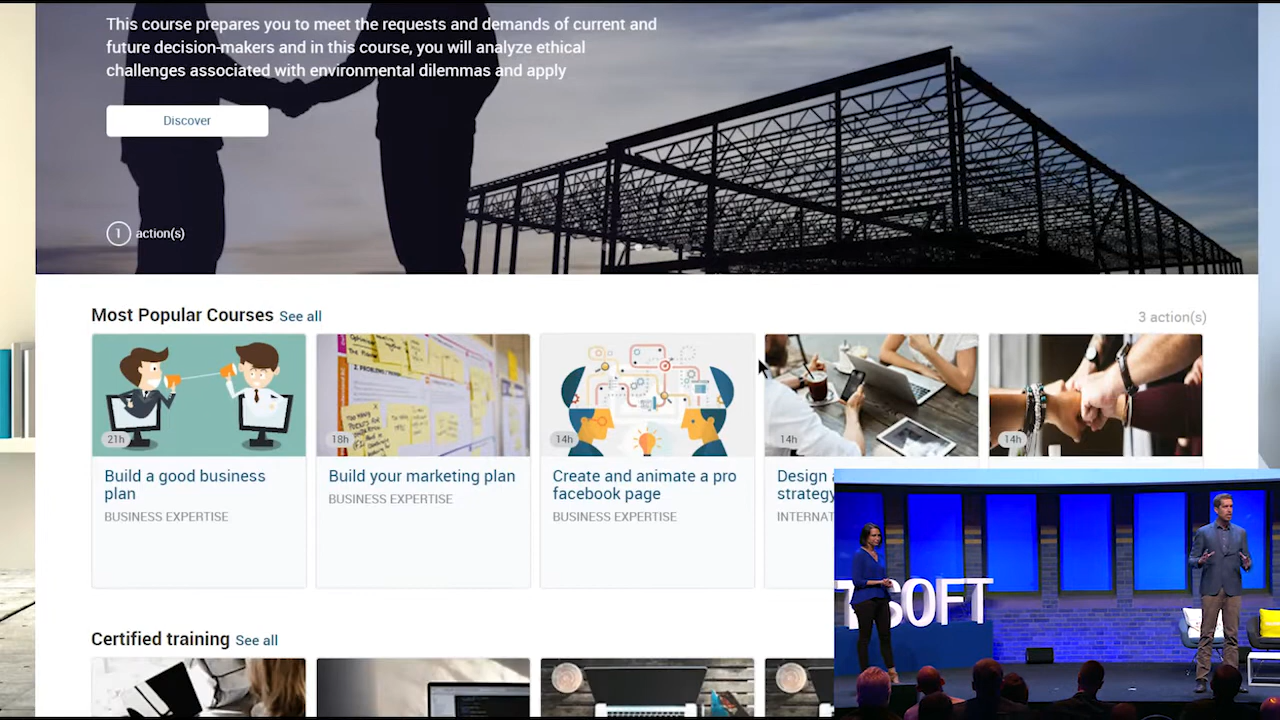 This course prepares you to meet the requests and demands of current and
future decision-makers and in this course, you will analyze ethical
challenges associated with environmental dilemmas and apply
Discover
1 action(s)
Most Popular Courses See all
3 action(s)
21h
18h
14h
14h
14h
Build a good business
plan
BUSINESS EXPERTISE
Build your marketing plan
BUSINESS EXPERTISE
Create and animate a pro
facebook page
BUSINESS EXPERTISE
Design
strategy
INTERNAT
SOFT
Certified training See all